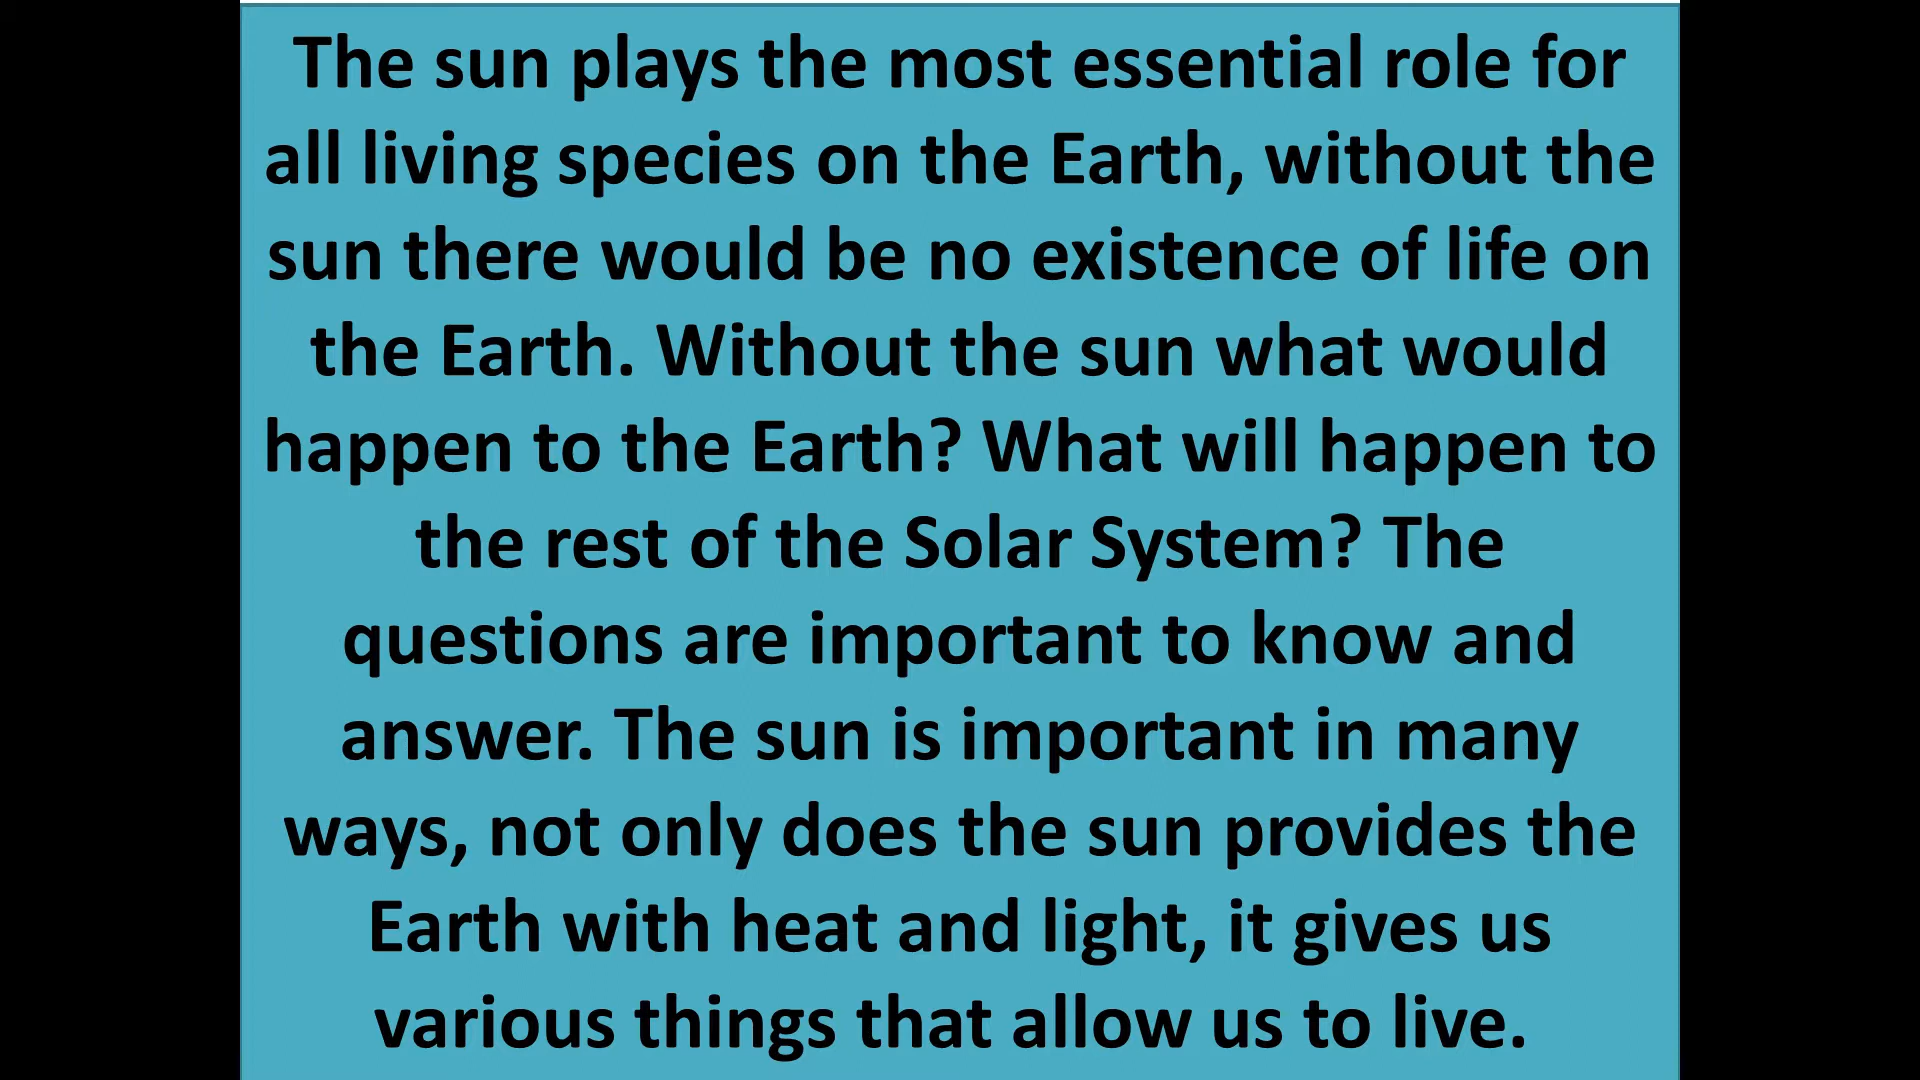 The sun plays the most essential role for
all living species on the Earth, without the
sun there would be no existence of life on
the Earth. Without the sun what would
happen to the Earth? What will happen to
the rest of the Solar System? The
questions are important to know and
answer. The sun is important in many
ways, not only does the sun provides the
Earth with heat and light, it gives us
various things that allow us to live.